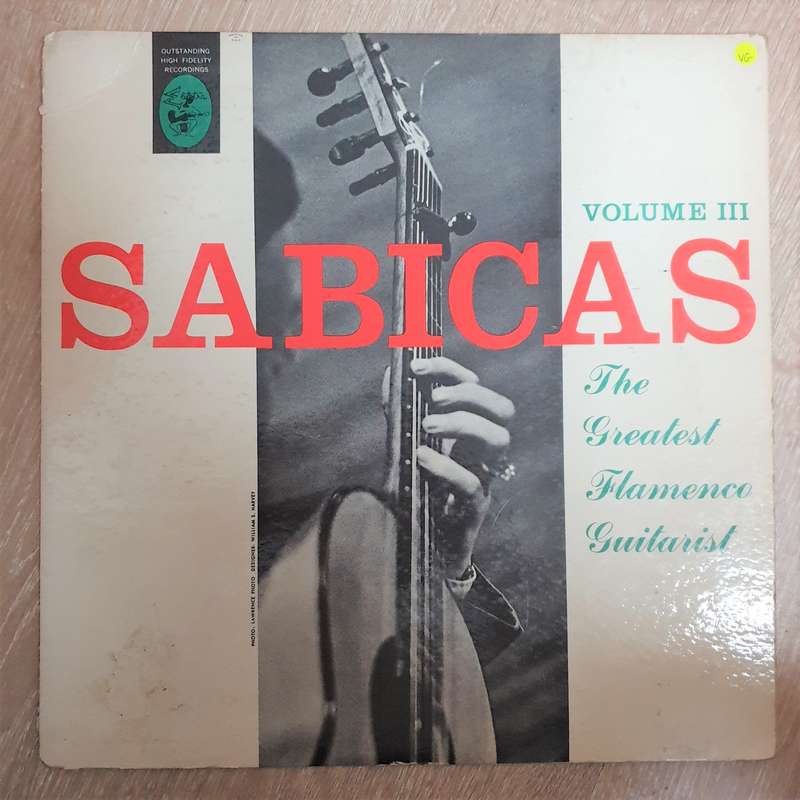 OUTSTANDING
HIGH FIDELITY
RECORDINGS
VG
VOLUME III
SABICAS
The
Greatest
Flamenco
Guitarist
PHOTO: LAWRENCE PHOTO DESIGNER: WILLIAM S. HARVEY